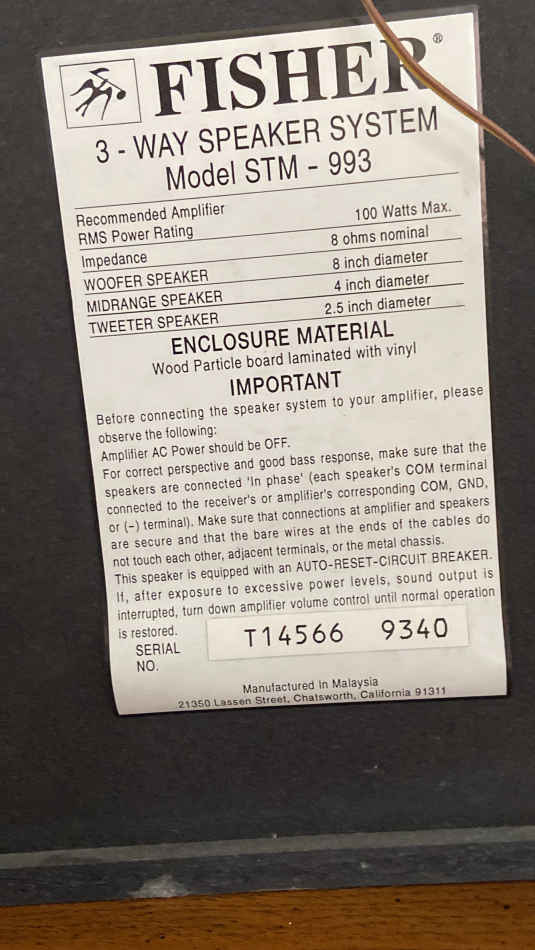 FISHER®
3 - WAY SPEAKER SYSTEM
Model STM - 993
Recommended Amplifier
RMS Power Rating 100 Watts Max.
Impedance 8 ohms nominal
WOOFER SPEAKER 8 inch diameter
MIDRANGE SPEAKER 4 inch diameter
TWEETER SPEAKER 2.5 inch diameter
ENCLOSURE MATERIAL
Wood Particle board laminated with vinyl
IMPORTANT
Before connecting the speaker system to your amplifier, please
observe the following:
Amplifier AC Power should be OFF.
For correct perspective and good bass response, make sure that the
speakers are connected 'In phase' (each speaker's COM terminal
connected to the receiver's or amplifier's corresponding COM, GND,
or (–) terminal). Make sure that connections at amplifier and speakers
are secure and that the bare wires at the ends of the cables do
not touch each other, adjacent terminals, or the metal chassis.
This speaker is equipped with an AUTO-RESET-CIRCUIT BREAKER.
If, after exposure to excessive power levels, sound output is
interrupted, turn down amplifier volume control until normal operation
is restored.
SERIAL
NO. T14566 9340
Manufactured In Malaysia
21350 Lassen Street, Chatsworth, California 91311